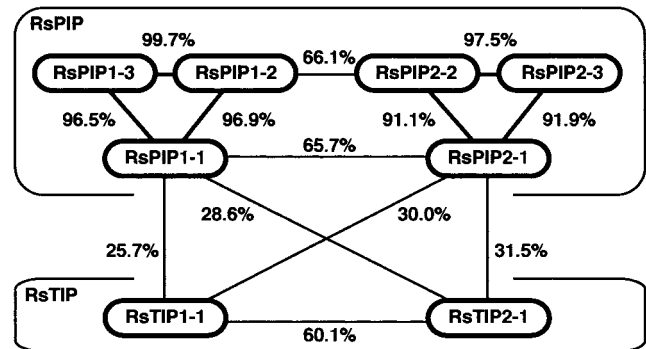 RsPIP
99.7% 66.1% 97.5%
RsPIP1-3 RsPIP1-2 RsPIP2-2 RsPIP2-3
96.5% 96.9% 91.1% 91.9%
65.7%
RsPIP1-1 RsPIP2-1
28.6% 30.0%
25.7% 31.5%
RsTIP
RsTIP1-1 RsTIP2-1
60.1%